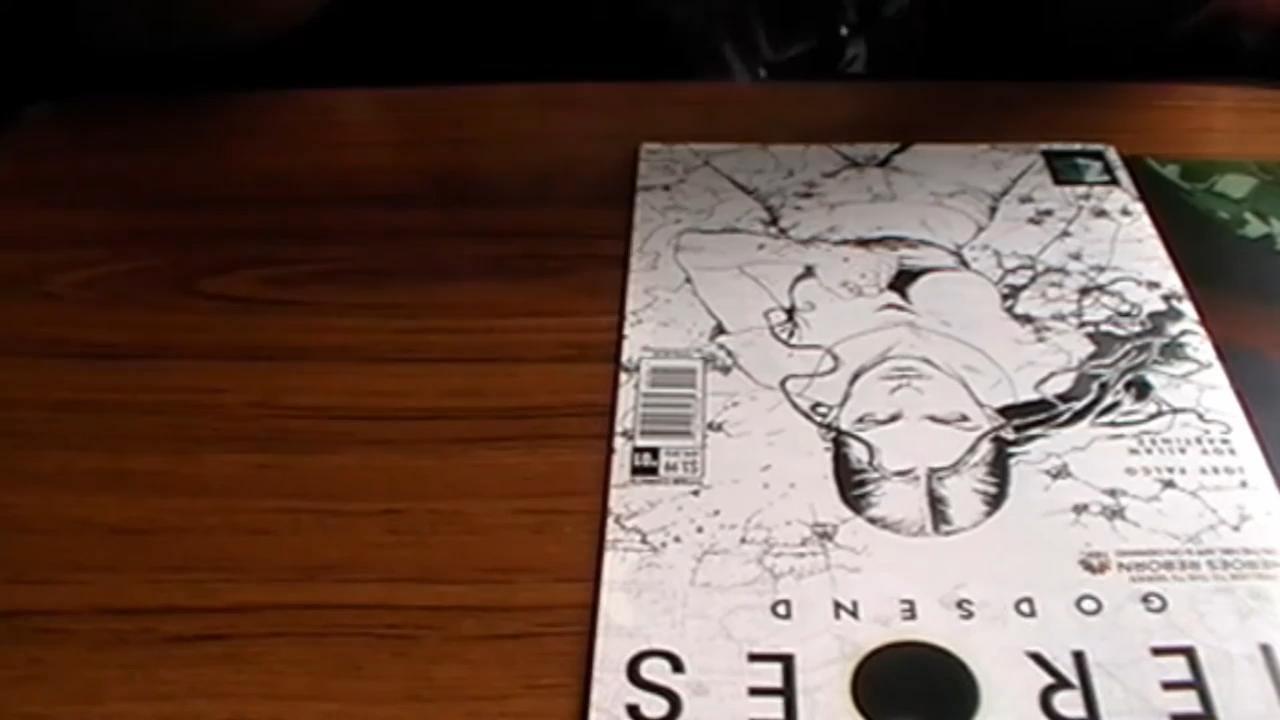 HEROES
GODSEND
HEROES REBORN
JOEY FALCO
ROY ALLAN
MARTINEZ
$3.99